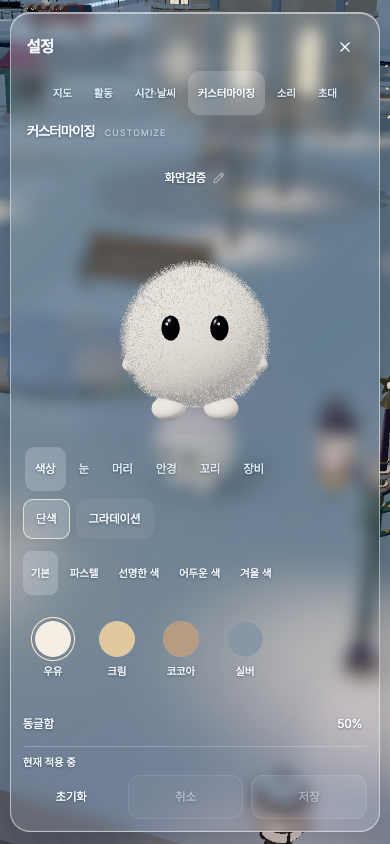 설정
지도 활동 시간·날씨 커스터마이징 소리 초대
커스터마이징 CUSTOMIZE
화면검증
색상 눈 머리 안경 꼬리 장비
단색 그라데이션
기본 파스텔 선명한 색 어두운 색 겨울 색
우유 크림 코코아 실버
동글함 50%
현재 적용 중
초기화 취소 저장